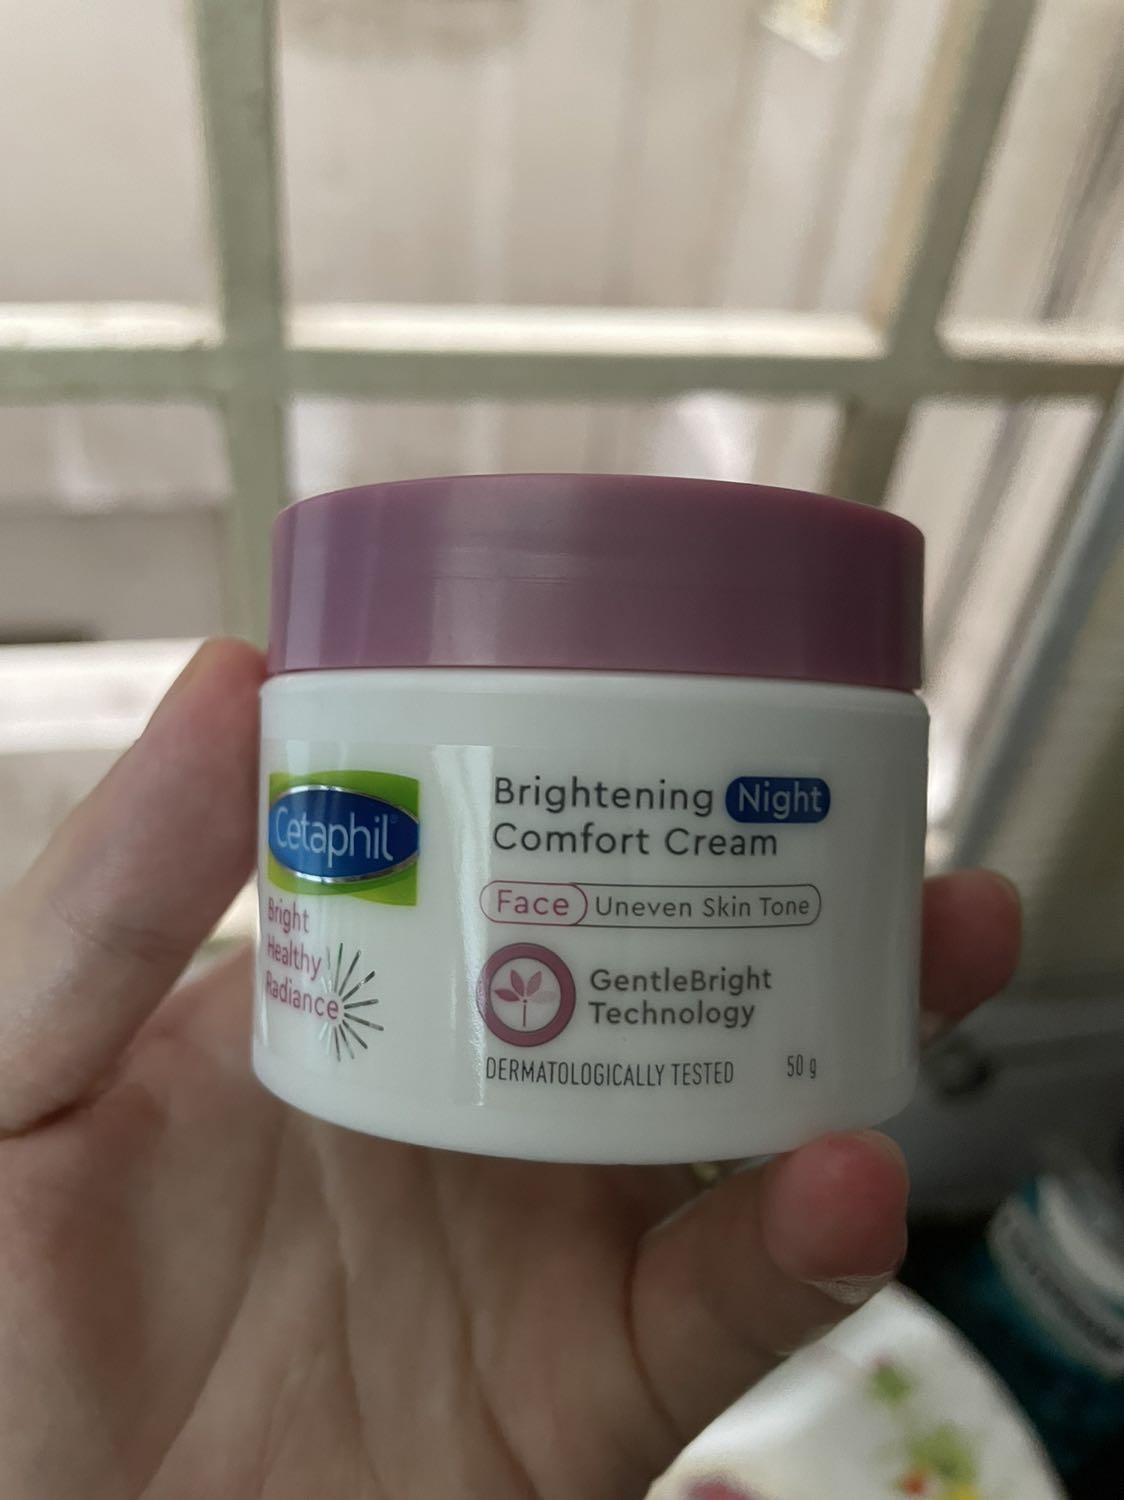 Cetaphil
Bright
Healthy
Radiance
Brightening Night
Comfort Cream
Face Uneven Skin Tone
GentleBright
Technology
DERMATOLOGICALLY TESTED 50 g